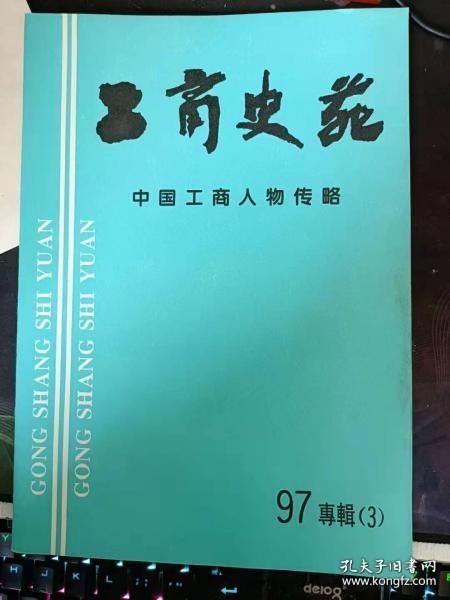 工商史苑
中国工商人物传略
GONG SHANG SHI YUAN
GONG SHANG SHI YUAN
97 專輯(3)
delog
孔夫子旧书网
www.kongfz.com